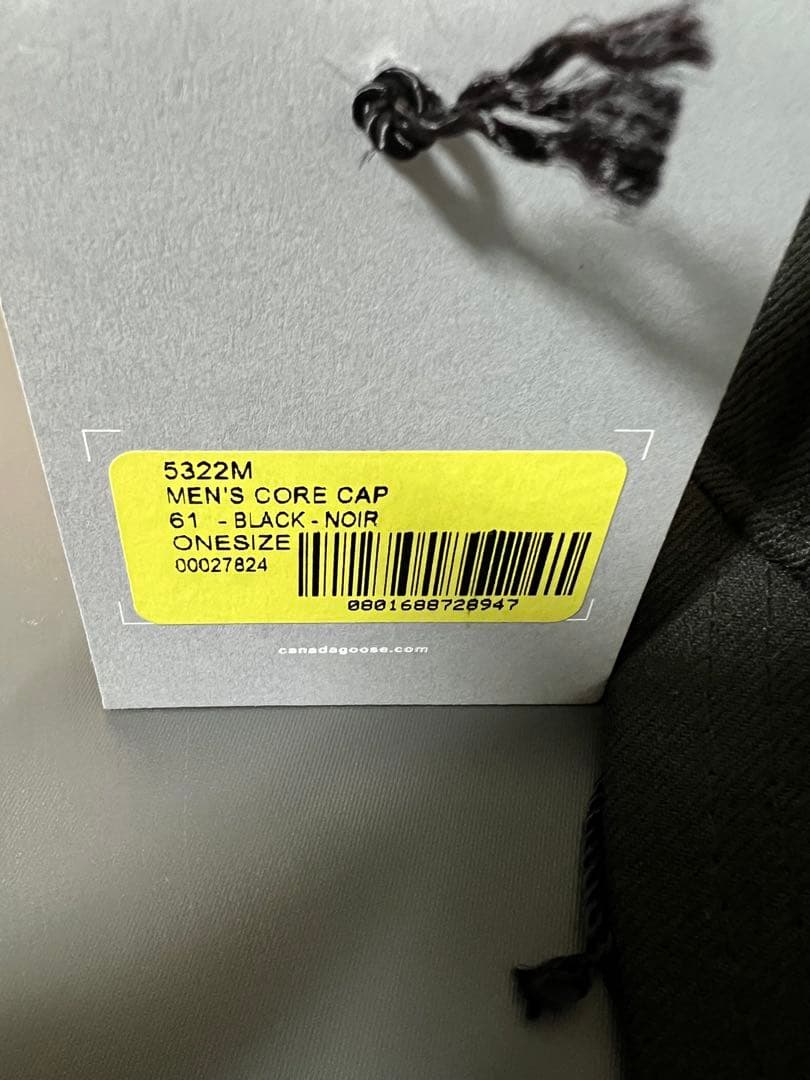 5322M
MEN'S CORE CAP
61 - BLACK - NOIR
ONESIZE
00027824
0801688728947
canadagoose.com